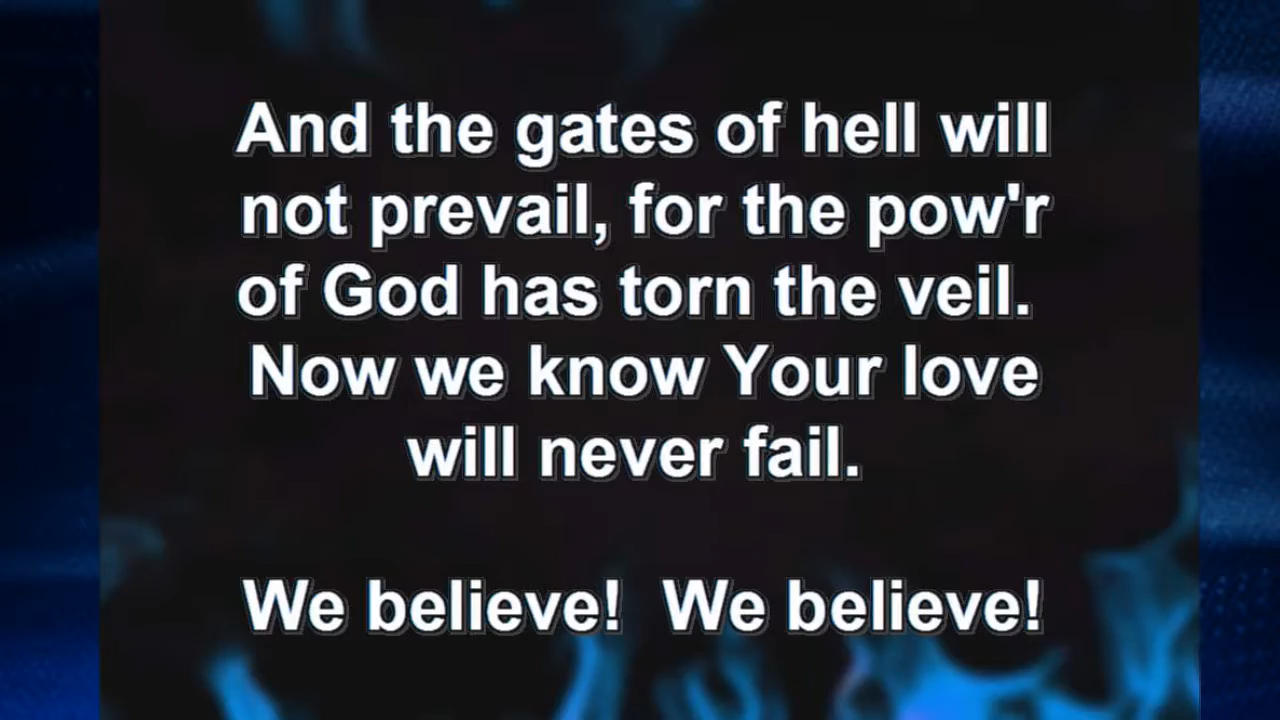 And the gates of hell will
not prevail, for the pow'r
of God has torn the veil.
Now we know Your love
will never fail.
We believe!  We believe!